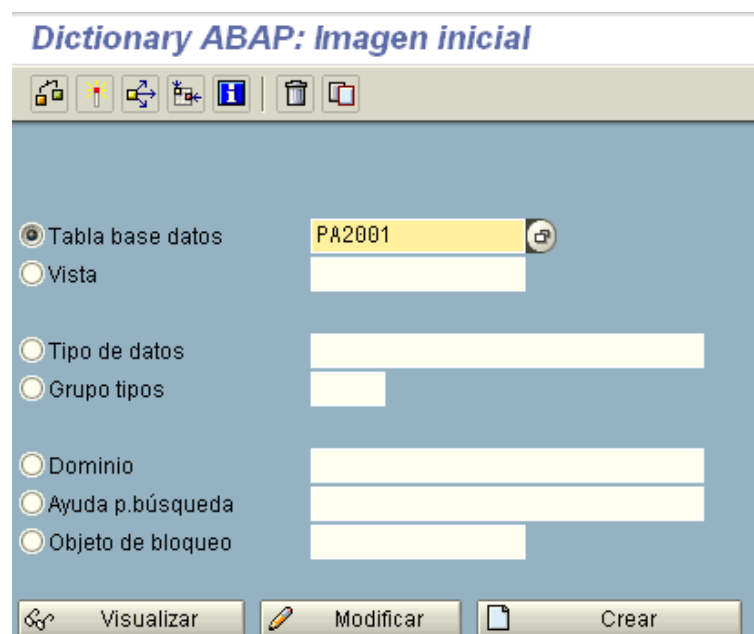 Dictionary ABAP: Imagen inicial
Tabla base datos PA2001
Vista
Tipo de datos
Grupo tipos
Dominio
Ayuda p.búsqueda
Objeto de bloqueo
Visualizar Modificar Crear